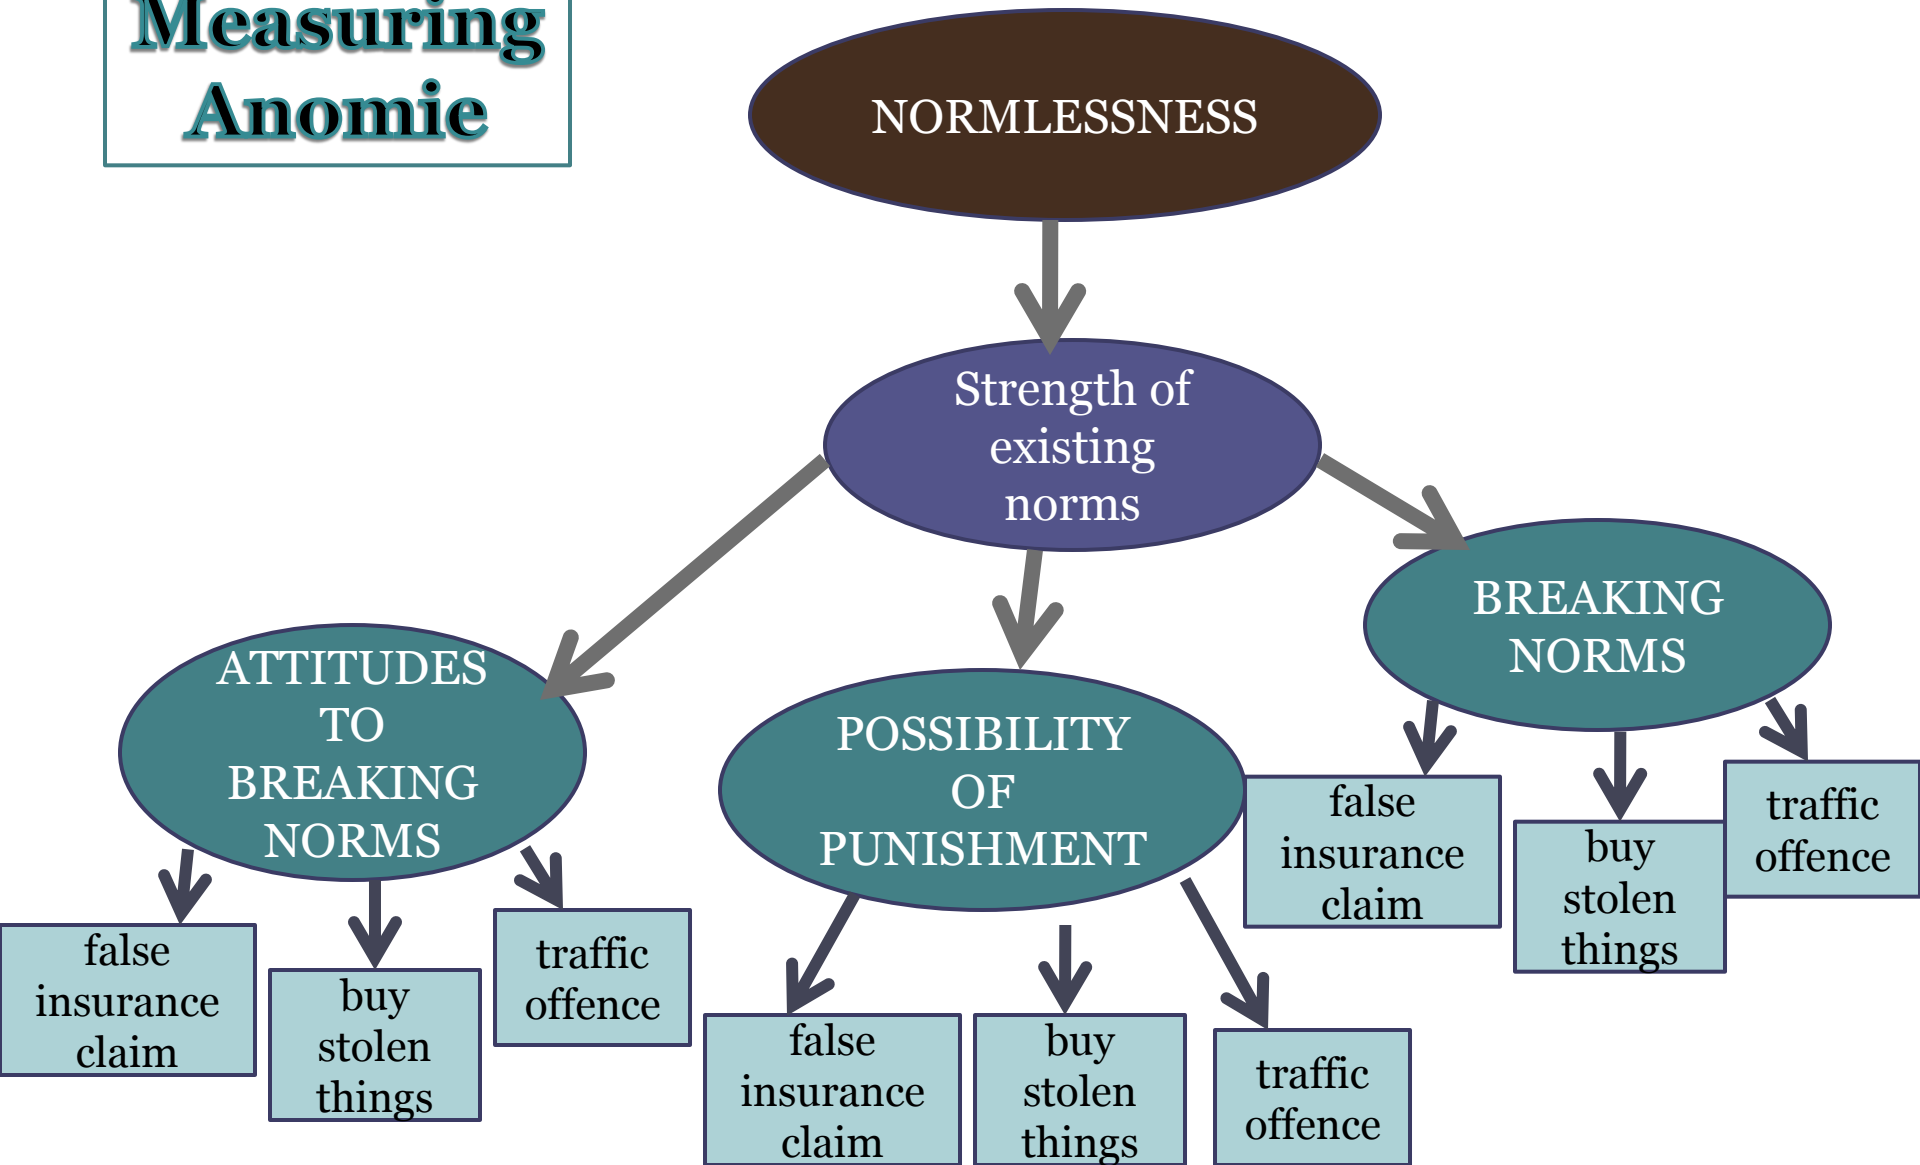 Measuring
Anomie
NORMLESSNESS
Strength of
existing
norms
BREAKING
NORMS
ATTITUDES
TO
BREAKING
NORMS
POSSIBILITY
OF
PUNISHMENT
false
insurance
claim
buy
stolen
things
traffic
offence
false
insurance
claim
buy
stolen
things
traffic
offence
false
insurance
claim
buy
stolen
things
traffic
offence